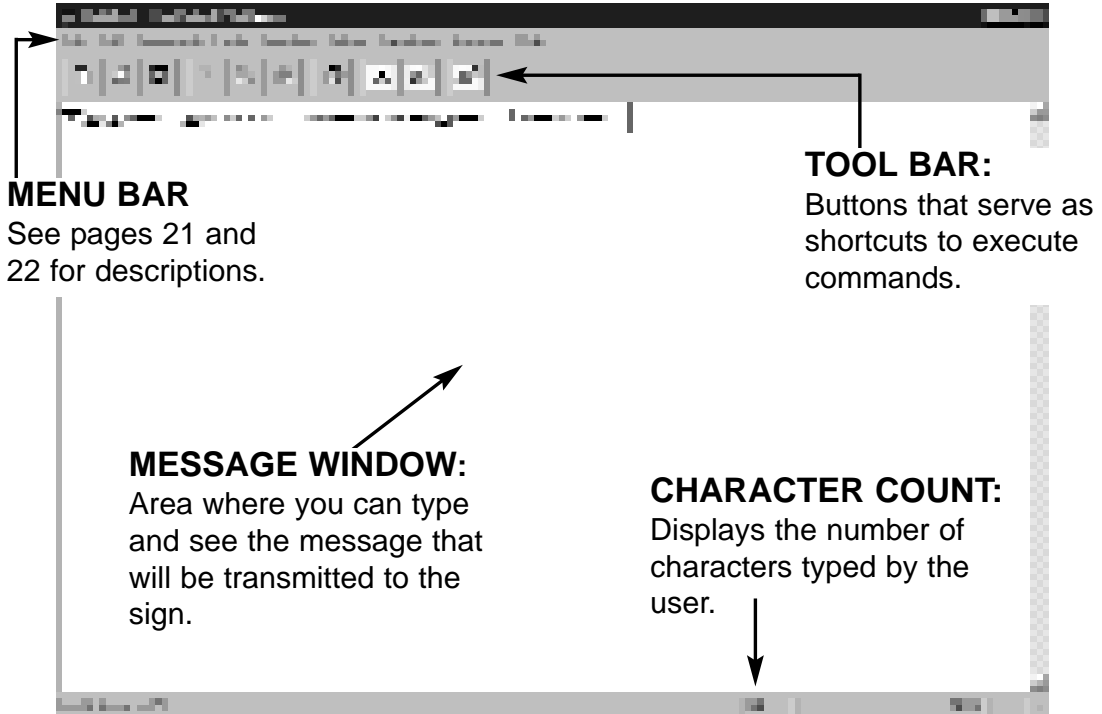 MENU BAR
See pages 21 and
22 for descriptions.
TOOL BAR:
Buttons that serve as
shortcuts to execute
commands.
MESSAGE WINDOW:
Area where you can type
and see the message that
will be transmitted to the
sign.
CHARACTER COUNT:
Displays the number of
characters typed by the
user.